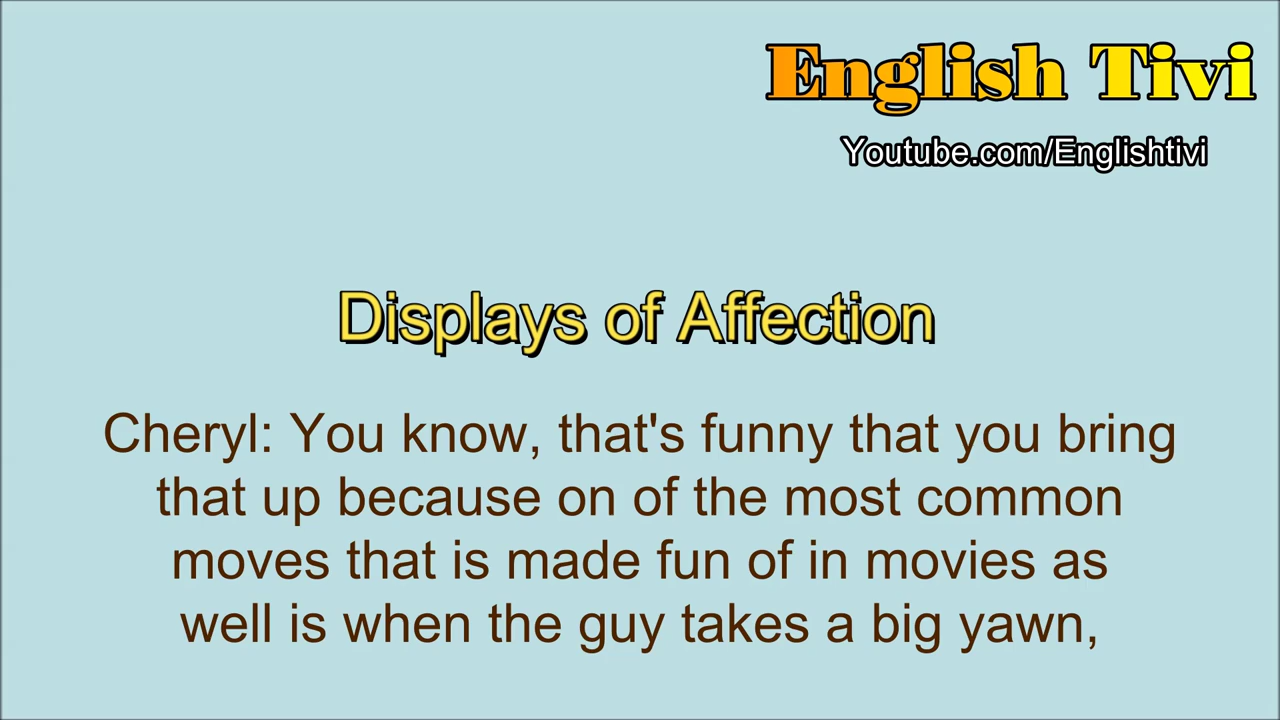 English Tivi
Youtube.com/Englishtivi
Displays of Affection
Cheryl: You know, that's funny that you bring
that up because on of the most common
moves that is made fun of in movies as
well is when the guy takes a big yawn,